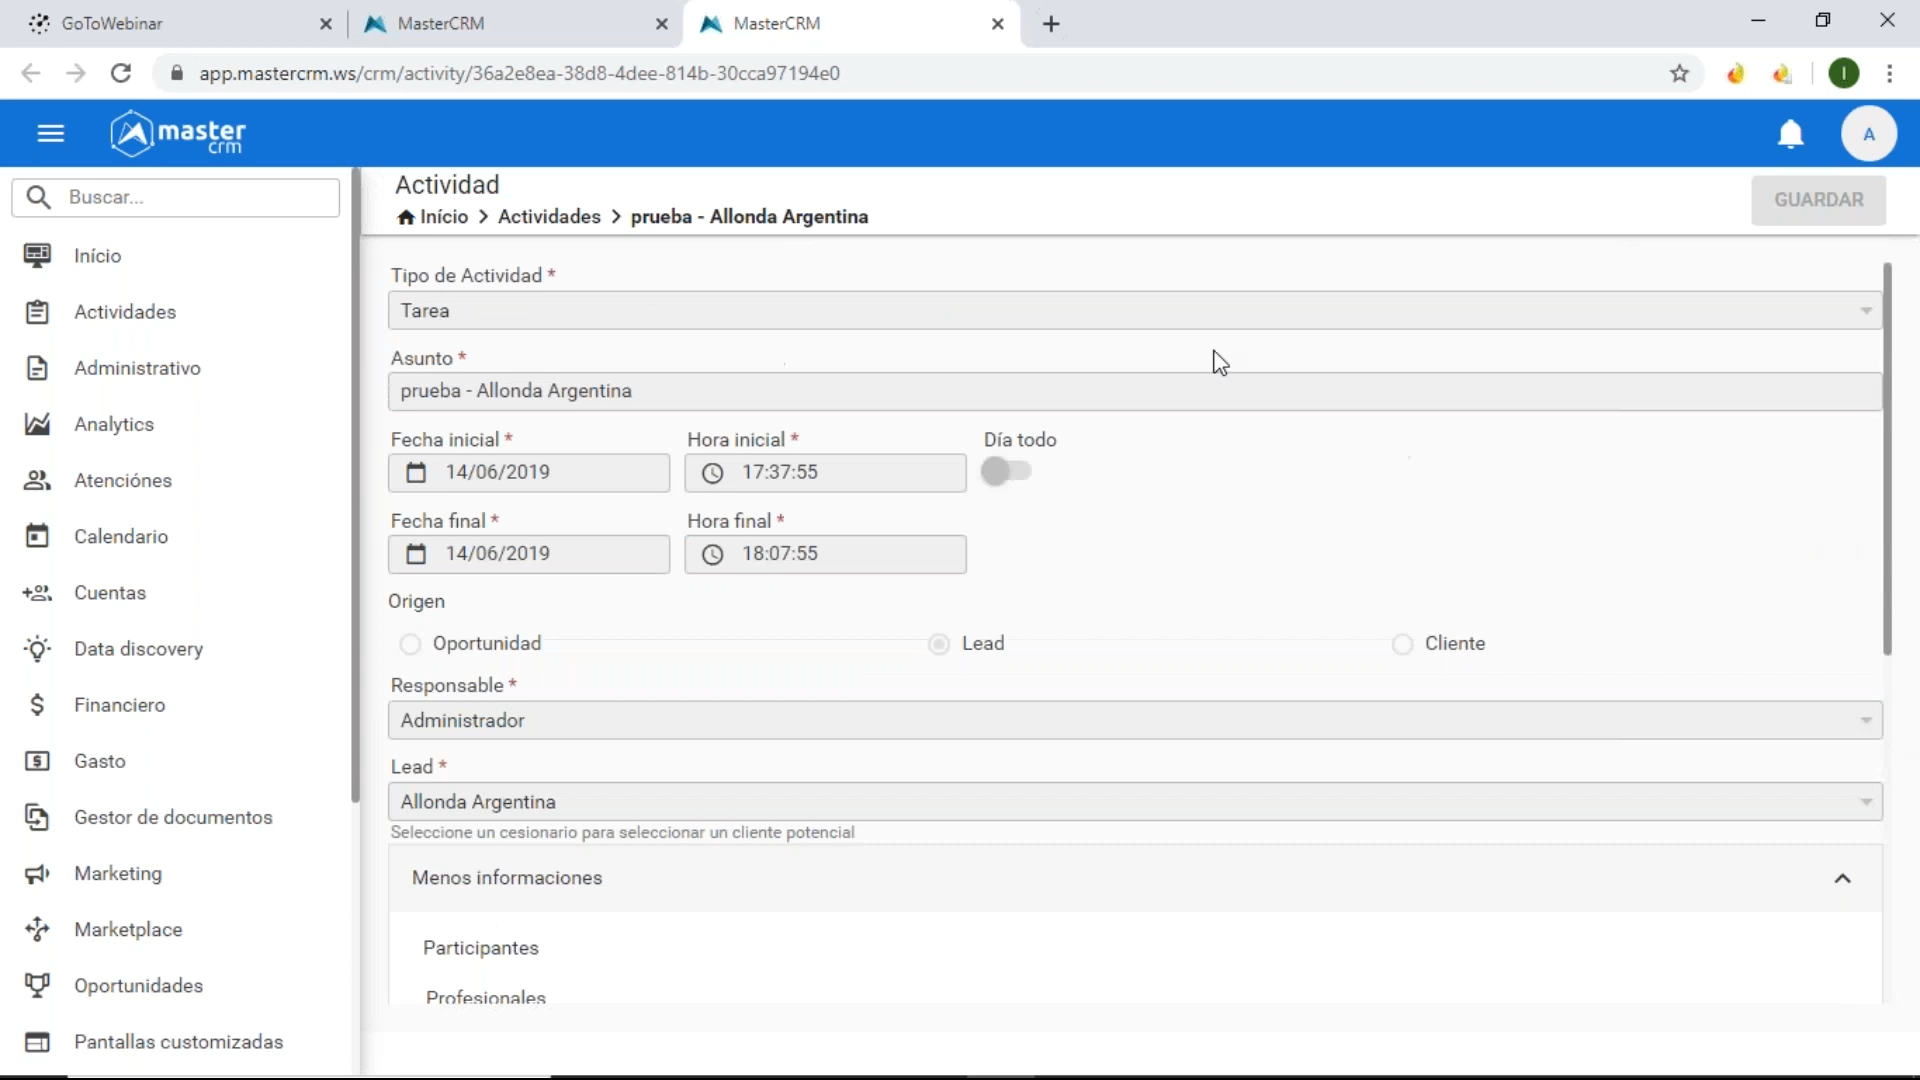 GoToWebinar
MasterCRM
MasterCRM
app.mastercrm.ws/crm/activity/36a2e8ea-38d8-4dee-814b-30cca97194e0
I
master
crm
A
Buscar...
Início
Actividades
Administrativo
Analytics
Atenciónes
Calendario
Cuentas
Data discovery
Financiero
Gasto
Gestor de documentos
Marketing
Marketplace
Oportunidades
Pantallas customizadas
Actividad
Início > Actividades > prueba - Allonda Argentina
GUARDAR
Tipo de Actividad *
Tarea
Asunto *
prueba - Allonda Argentina
Fecha inicial * Hora inicial * Día todo
14/06/2019 17:37:55
Fecha final * Hora final *
14/06/2019 18:07:55
Origen
Oportunidad Lead Cliente
Responsable *
Administrador
Lead *
Allonda Argentina
Seleccione un cesionario para seleccionar un cliente potencial
Menos informaciones
Participantes
Profesionales